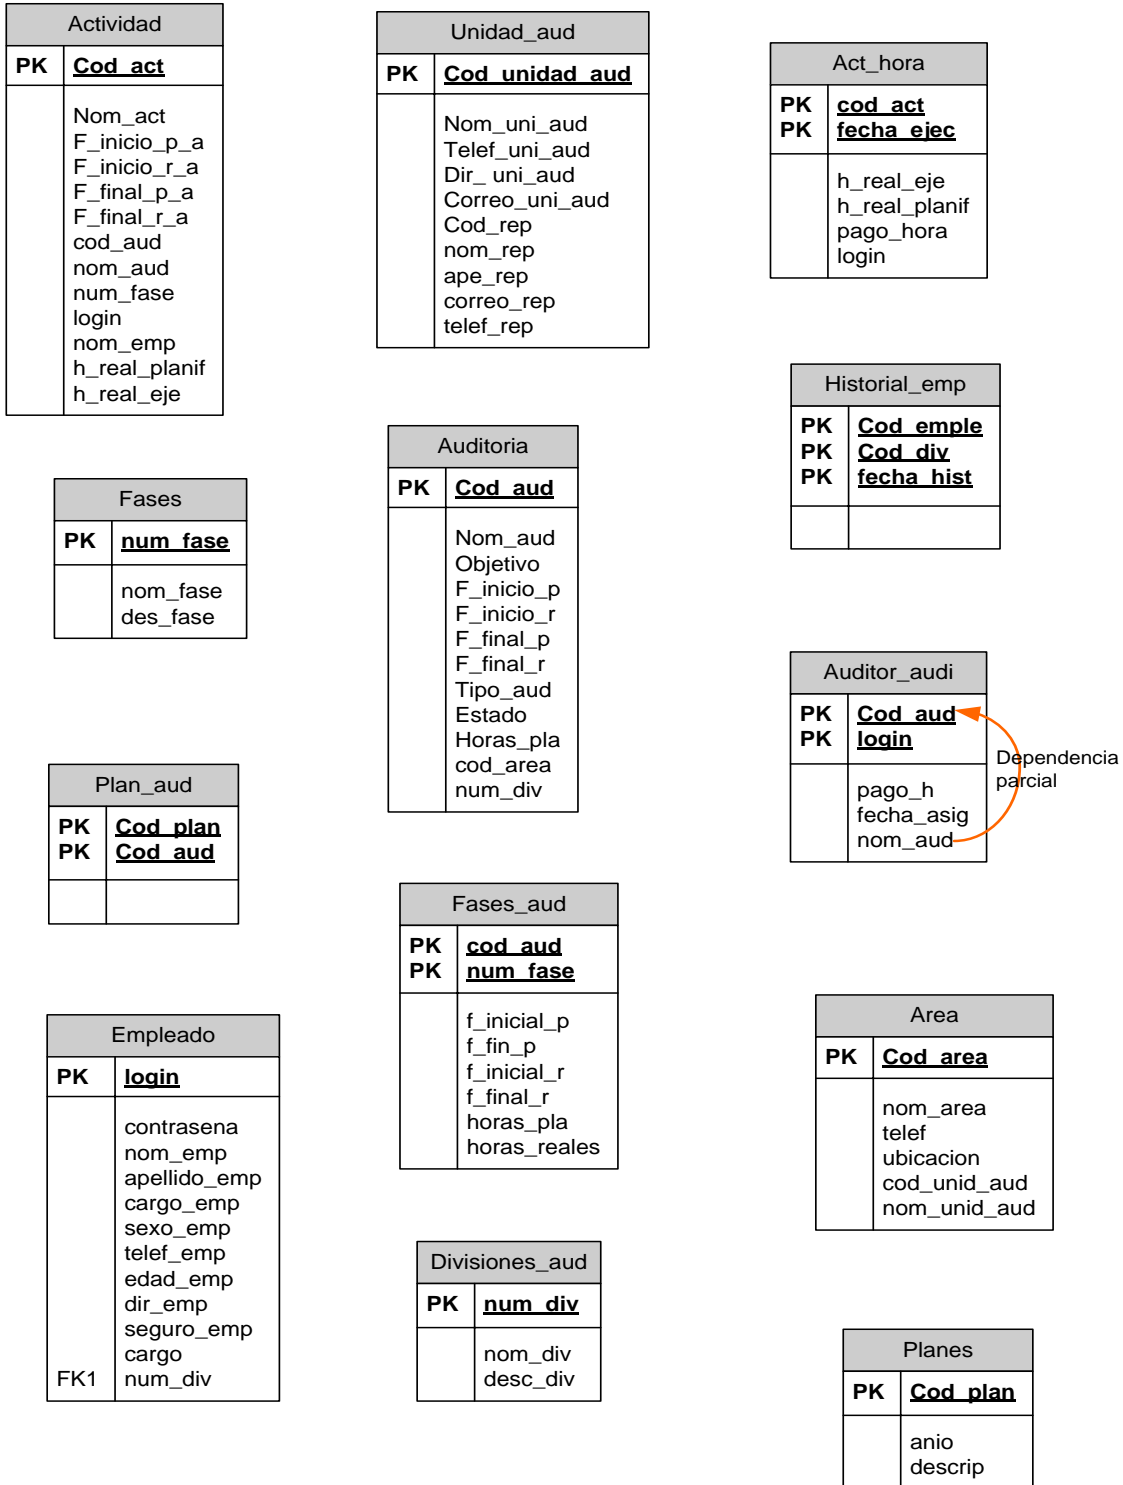 Actividad
PK Cod_act
Nom_act
F_inicio_p_a
F_inicio_r_a
F_final_p_a
F_final_r_a
cod_aud
nom_aud
num_fase
login
nom_emp
h_real_planif
h_real_eje
Unidad_aud
PK Cod_unidad_aud
Nom_uni_aud
Telef_uni_aud
Dir_ uni_aud
Correo_uni_aud
Cod_rep
nom_rep
ape_rep
correo_rep
telef_rep
Act_hora
PK cod_act
PK fecha_ejec
h_real_eje
h_real_planif
pago_hora
login
Historial_emp
PK Cod_emple
PK Cod_div
PK fecha_hist
Fases
PK num_fase
nom_fase
des_fase
Auditoria
PK Cod_aud
Nom_aud
Objetivo
F_inicio_p
F_inicio_r
F_final_p
F_final_r
Tipo_aud
Estado
Horas_pla
cod_area
num_div
Auditor_audi
PK Cod_aud
PK login
pago_h
fecha_asig
nom_aud
Dependencia
parcial
Plan_aud
PK Cod_plan
PK Cod_aud
Fases_aud
PK cod_aud
PK num_fase
f_inicial_p
f_fin_p
f_inicial_r
f_final_r
horas_pla
horas_reales
Empleado
PK login
contrasena
nom_emp
apellido_emp
cargo_emp
sexo_emp
telef_emp
edad_emp
dir_emp
seguro_emp
cargo
FK1 num_div
Area
PK Cod_area
nom_area
telef
ubicacion
cod_unid_aud
nom_unid_aud
Divisiones_aud
PK num_div
nom_div
desc_div
Planes
PK Cod_plan
anio
descrip